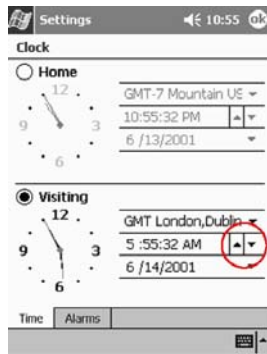 Settings 10:55 ok
Clock
Home
12
9 3
6
GMT-7 Mountain US
10:55:32 PM
6 /13/2001
Visiting
12
9 3
6
GMT London,Dublin
5 :55:32 AM
6 /14/2001
Time Alarms